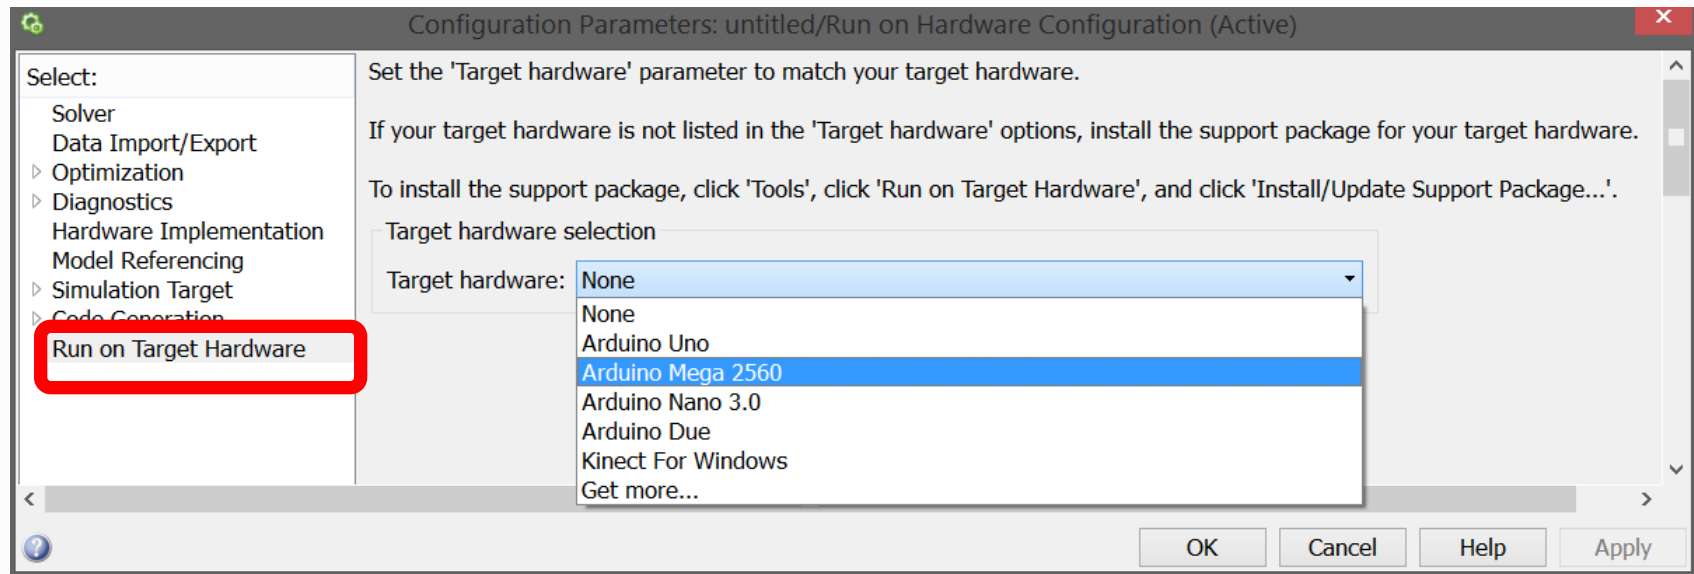 Configuration Parameters: untitled/Run on Hardware Configuration (Active)
Select:
Solver
Data Import/Export
Optimization
Diagnostics
Hardware Implementation
Model Referencing
Simulation Target
Code Generation
Run on Target Hardware
Set the 'Target hardware' parameter to match your target hardware.
If your target hardware is not listed in the 'Target hardware' options, install the support package for your target hardware.
To install the support package, click 'Tools', click 'Run on Target Hardware', and click 'Install/Update Support Package...'.
Target hardware selection
Target hardware: None
None
Arduino Uno
Arduino Mega 2560
Arduino Nano 3.0
Arduino Due
Kinect For Windows
Get more...
OK Cancel Help Apply